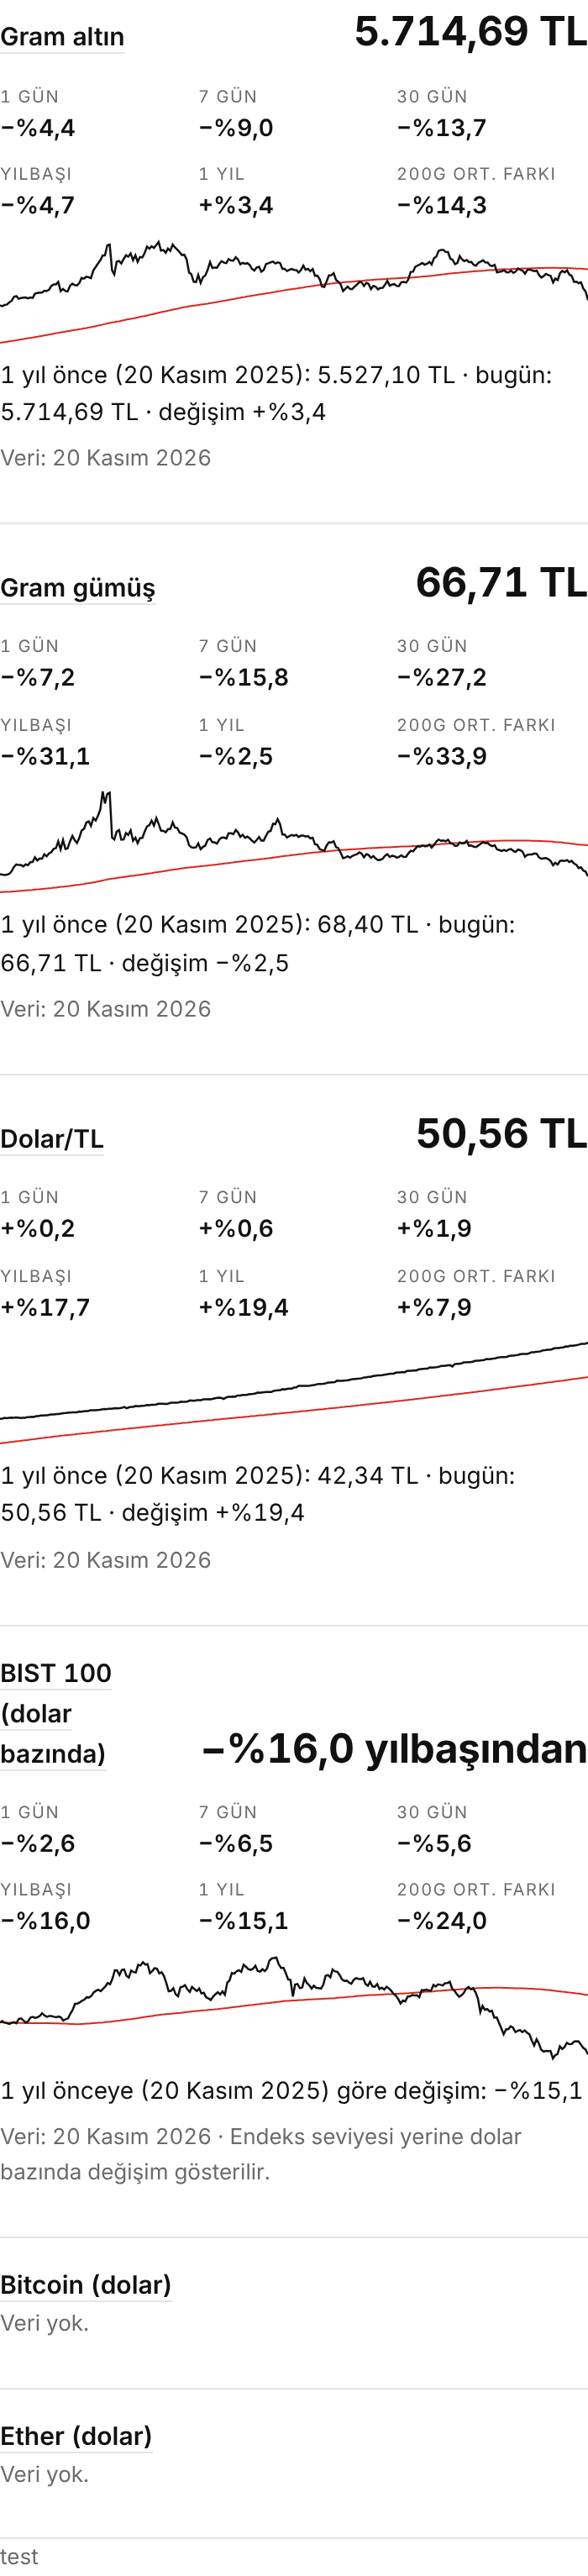 Gram altın 5.714,69 TL
1 GÜN 7 GÜN 30 GÜN
−%4,4 −%9,0 −%13,7
YILBAŞI 1 YIL 200G ORT. FARKI
−%4,7 +%3,4 −%14,3
1 yıl önce (20 Kasım 2025): 5.527,10 TL · bugün:
5.714,69 TL · değişim +%3,4
Veri: 20 Kasım 2026
Gram gümüş 66,71 TL
1 GÜN 7 GÜN 30 GÜN
−%7,2 −%15,8 −%27,2
YILBAŞI 1 YIL 200G ORT. FARKI
−%31,1 −%2,5 −%33,9
1 yıl önce (20 Kasım 2025): 68,40 TL · bugün:
66,71 TL · değişim −%2,5
Veri: 20 Kasım 2026
Dolar/TL 50,56 TL
1 GÜN 7 GÜN 30 GÜN
+%0,2 +%0,6 +%1,9
YILBAŞI 1 YIL 200G ORT. FARKI
+%17,7 +%19,4 +%7,9
1 yıl önce (20 Kasım 2025): 42,34 TL · bugün:
50,56 TL · değişim +%19,4
Veri: 20 Kasım 2026
BIST 100
(dolar
bazında) −%16,0 yılbaşından
1 GÜN 7 GÜN 30 GÜN
−%2,6 −%6,5 −%5,6
YILBAŞI 1 YIL 200G ORT. FARKI
−%16,0 −%15,1 −%24,0
1 yıl önceye (20 Kasım 2025) göre değişim: −%15,1
Veri: 20 Kasım 2026 · Endeks seviyesi yerine dolar
bazında değişim gösterilir.
Bitcoin (dolar)
Veri yok.
Ether (dolar)
Veri yok.
test